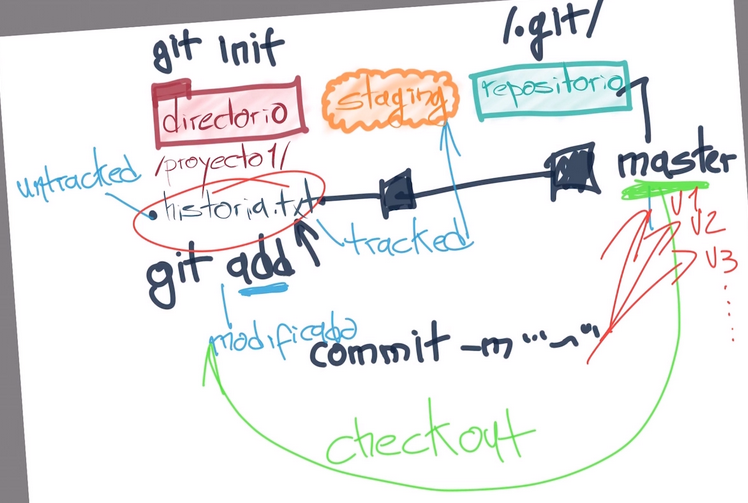 git init
/.git/
directorio
staging
repositorio
/proyecto1/
master
untracked
historia.txt
v1
v2
v3
tracked
git add
modificado
commit -m "~"
checkout